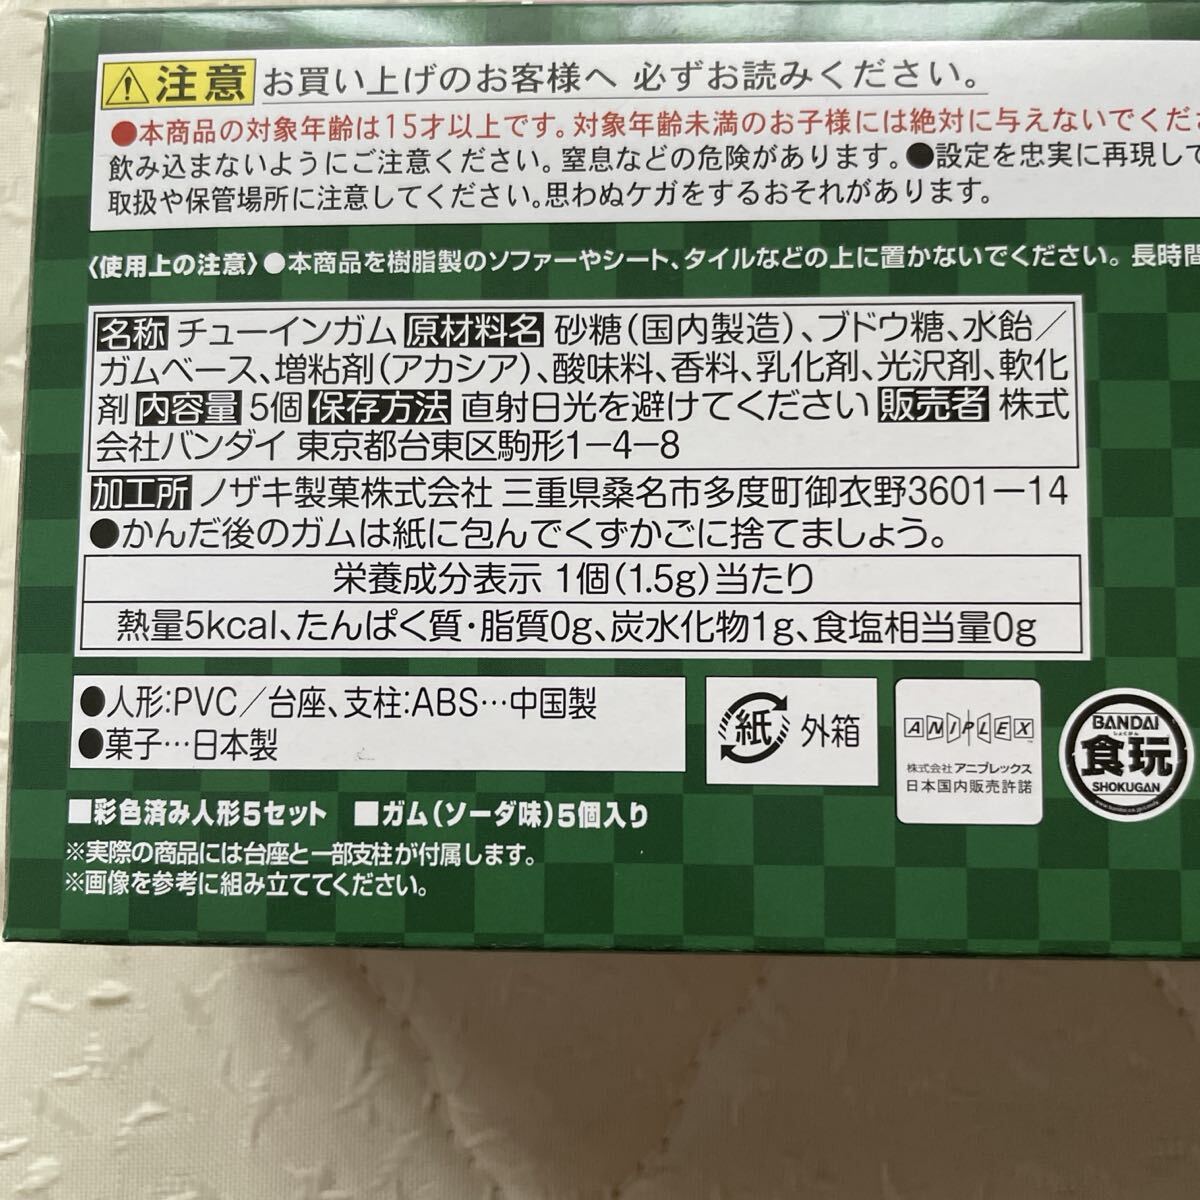 ⚠注意 お買い上げのお客様へ 必ずお読みください。
●本商品の対象年齢は15才以上です。対象年齢未満のお子様には絶対に与えないでくださ
飲み込まないようにご注意ください。窒息などの危険があります。●設定を忠実に再現して
取扱や保管場所に注意してください。思わぬケガをするおそれがあります。
〈使用上の注意〉●本商品を樹脂製のソファーやシート、タイルなどの上に置かないでください。長時間
名称 チューインガム 原材料名 砂糖(国内製造)、ブドウ糖、水飴／
ガムベース、増粘剤(アカシア)、酸味料、香料、乳化剤、光沢剤、軟化
剤 内容量 5個 保存方法 直射日光を避けてください 販売者 株式
会社バンダイ 東京都台東区駒形1－4－8
加工所 ノザキ製菓株式会社 三重県桑名市多度町御衣野3601－14
●かんだ後のガムは紙に包んでくずかごに捨てましょう。
栄養成分表示 1個(1.5g)当たり
熱量5kcal、たんぱく質・脂質0g、炭水化物1g、食塩相当量0g
●人形:PVC／台座、支柱:ABS…中国製
●菓子…日本製
紙 外箱
ANIPLEX
株式会社 アニプレックス
日本国内販売許諾
BANDAI
しょくがん
食玩
SHOKUGAN
■彩色済み人形5セット ■ガム(ソーダ味)5個入り
※実際の商品には台座と一部支柱が付属します。
※画像を参考に組み立ててください。